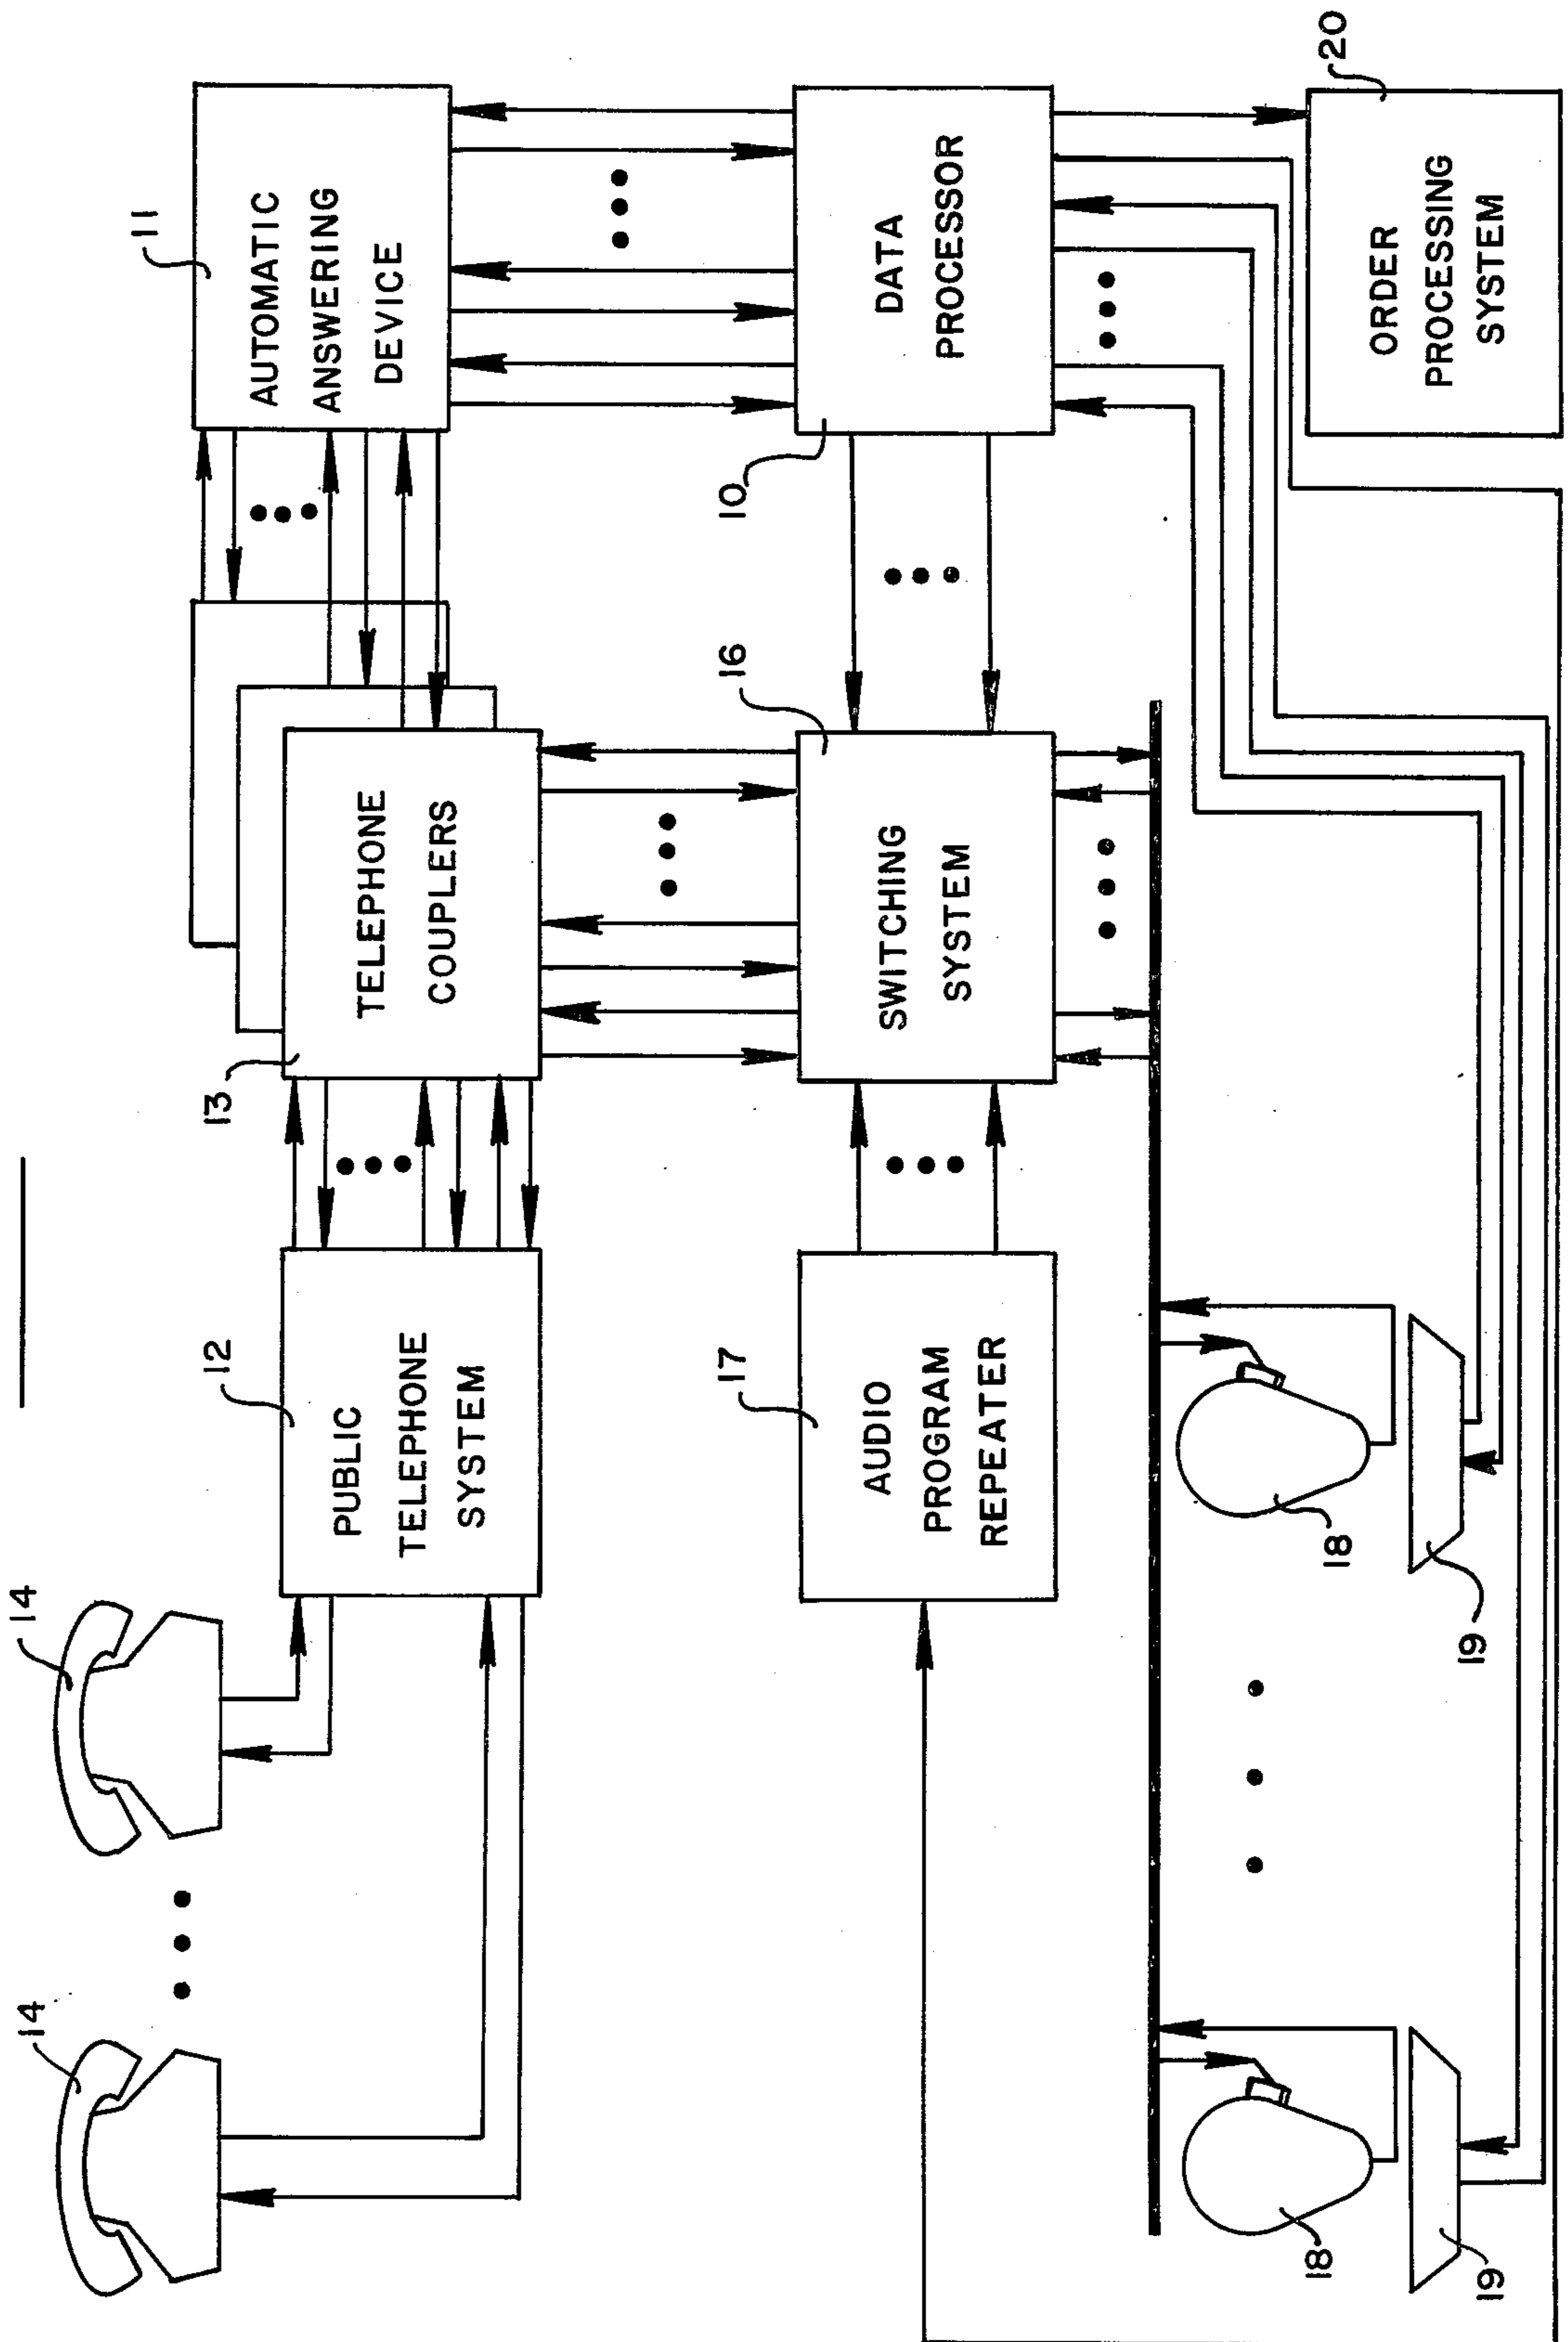 14
14
12
PUBLIC
TELEPHONE
SYSTEM
13
TELEPHONE
COUPLERS
11
AUTOMATIC
ANSWERING
DEVICE
17
AUDIO
PROGRAM
REPEATER
16
SWITCHING
SYSTEM
10
DATA
PROCESSOR
18
19
18
19
20
ORDER
PROCESSING
SYSTEM